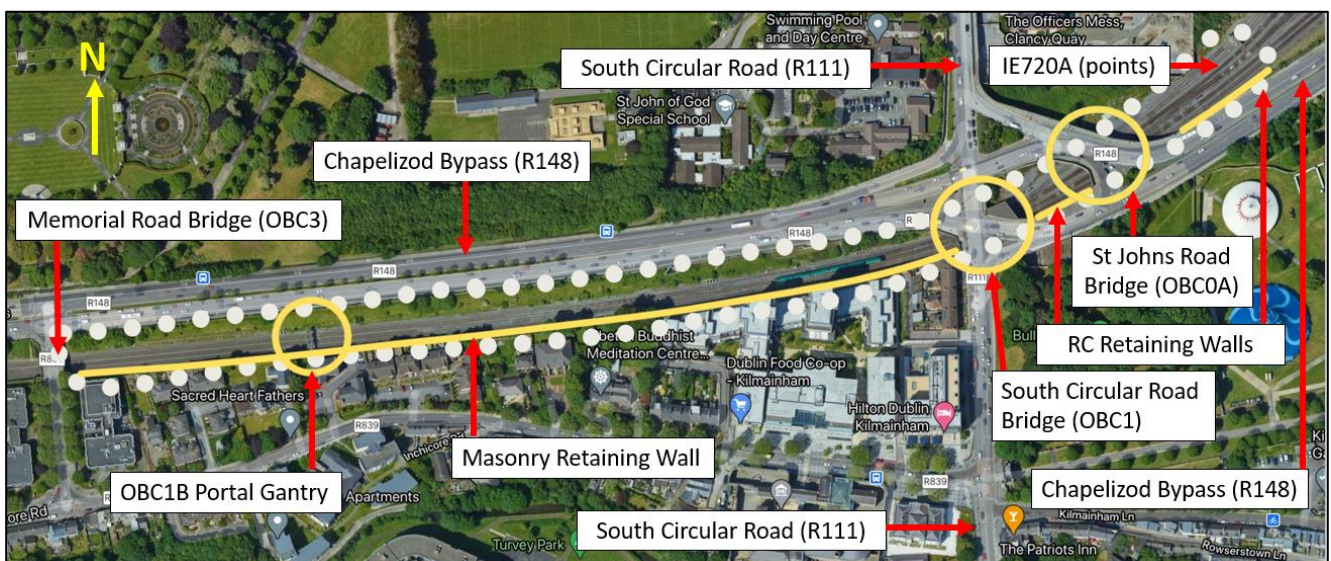 Swimming Pool
and Day Centre
The Officers Mess,
Clancy Quay
South Circular Road (R111)
IE720A (points)
N
St John of God
Special School
R148
Chapelizod Bypass (R148)
Memorial Road Bridge (OBC3)
R148
R148
R148
R111
St Johns Road
Bridge (OBC0A)
RC Retaining Walls
Meditation Centre...
Dublin Food Co-op
- Kilmainham
Sacred Heart Fathers
Hilton Dublin
Kilmainham
South Circular Road
Bridge (OBC1)
R839
Masonry Retaining Wall
OBC1B Portal Gantry
Apartments
R839
Chapelizod Bypass (R148)
Kilmainham Ln
South Circular Road (R111)
Turvey Park
The Patriots Inn
Rowserstown Ln